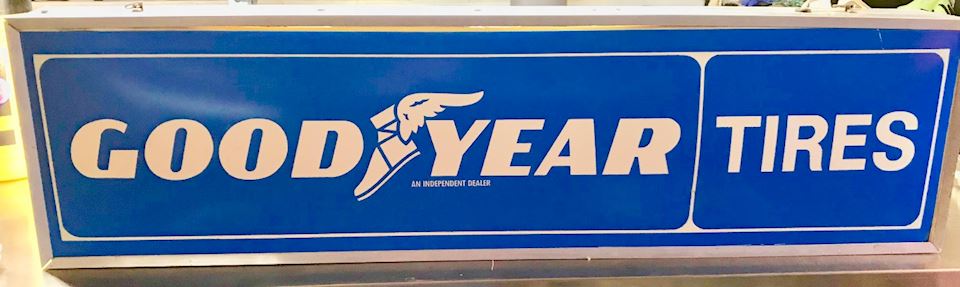 GOODYEAR TIRES
AN INDEPENDENT DEALER